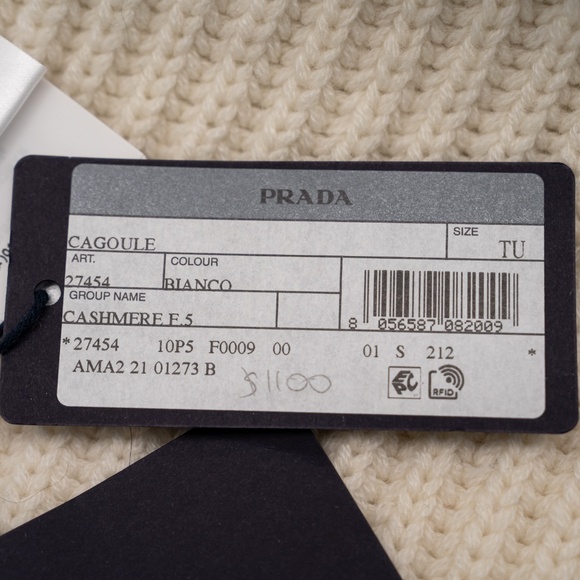 PRADA
CAGOULE
SIZE
TU
ART.
27454
COLOUR
BIANCO
GROUP NAME
CASHMERE F.5
8 056587 082009
*27454 10P5 F0009 00 01 S 212 *
AMA2 21 01273 B
$1100
EPC
RFID